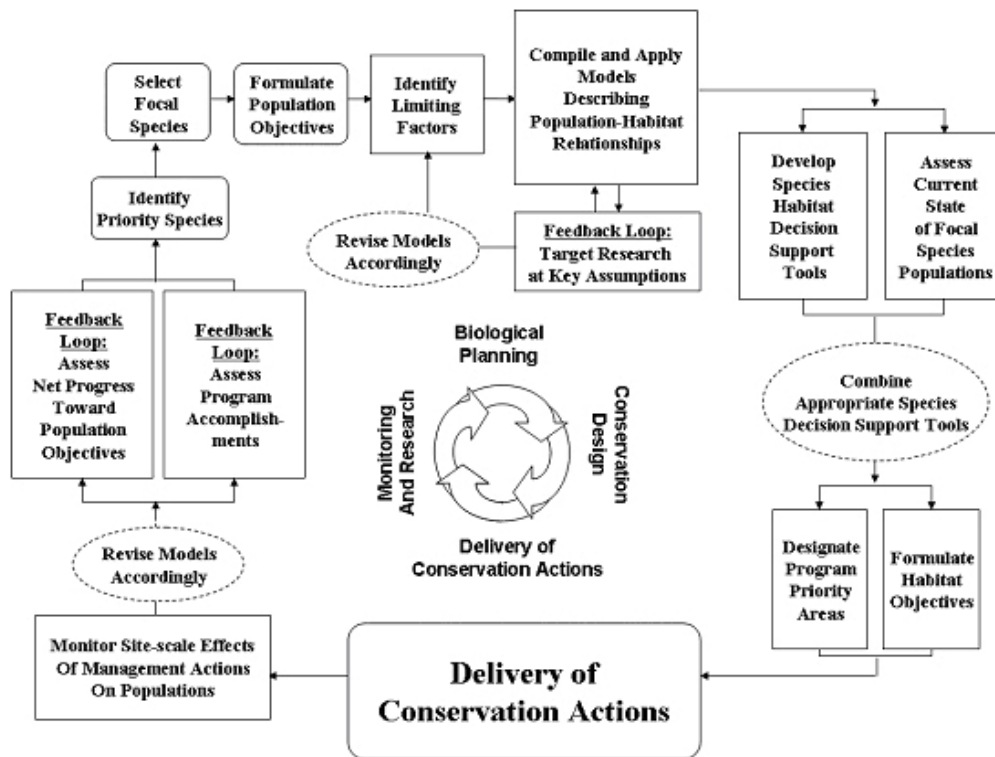 Select
Focal
Species
Formulate
Population
Objectives
Identify
Limiting
Factors
Compile and Apply
Models
Describing
Population-Habitat
Relationships
Develop
Species
Habitat
Decision
Support
Tools
Assess
Current
State
of Focal
Species
Populations
Identify
Priority Species
Revise Models
Accordingly
Feedback Loop:
Target Research
at Key Assumptions
Feedback
Loop:
Assess
Net Progress
Toward
Population
Objectives
Feedback
Loop:
Assess
Program
Accomplish-
ments
Biological
Planning
Conservation
Design
Delivery of
Conservation Actions
Monitoring
And Research
Combine
Appropriate Species
Decision Support Tools
Designate
Program
Priority
Areas
Formulate
Habitat
Objectives
Revise Models
Accordingly
Monitor Site-scale Effects
Of Management Actions
On Populations
Delivery of
Conservation Actions